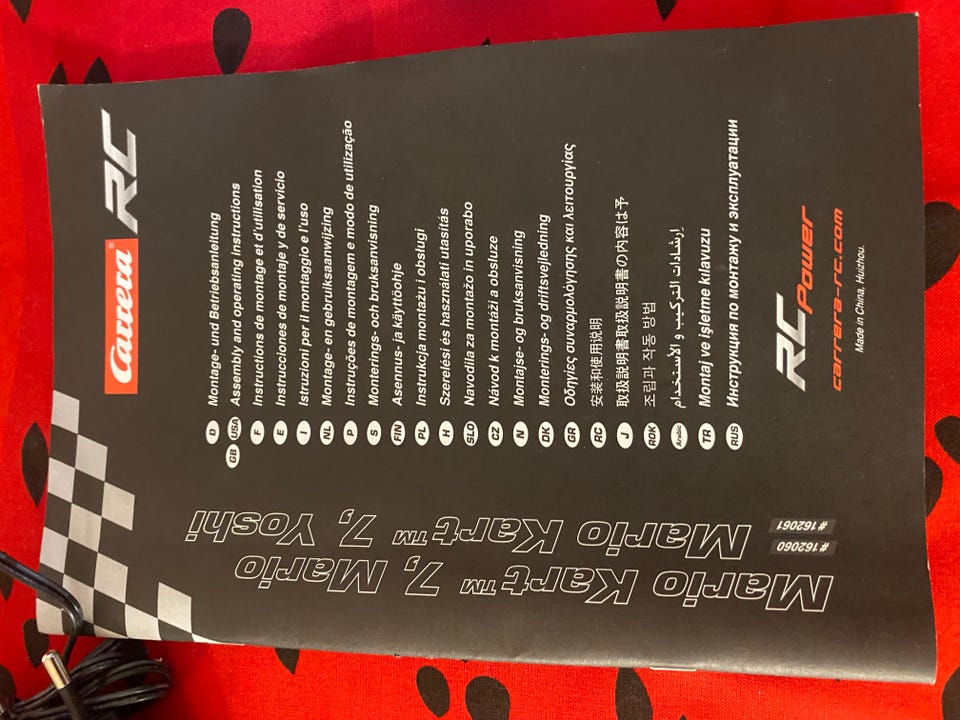 Carrera® RC
D Montage- und Betriebsanleitung
GB USA Assembly and operating instructions
F Instructions de montage et d'utilisation
E Instrucciones de montaje y de servicio
I Istruzioni per il montaggio e l'uso
NL Montage- en gebruiksaanwijzing
P Instruções de montagem e modo de utilização
S Monterings- och bruksanvisning
FIN Asennus- ja käyttöohje
PL Instrukcja montażu i obsługi
H Szerelési és használati utasítás
SLO Navodila za montažo in uporabo
CZ Návod k montáži a obsluze
N Montajse- og bruksanvisning
DK Monterings- og driftsvejledning
GR Οδηγίες συναρμολόγησης και λειτουργίας
RC 安装和使用说明
J 取扱説明書取扱説明書の内容は予
ROK 조립과 작동 방법
Arabic إرشادات التركيب و الاستخدام
TR Montaj ve işletme kılavuzu
RUS Инструкция по монтажу и эксплуатации
RC Power
carrera-rc.com
Made in China, Huizhou.
Mario Kart™ 7, Mario
#162060
Mario Kart™ 7, Yoshi
#162061